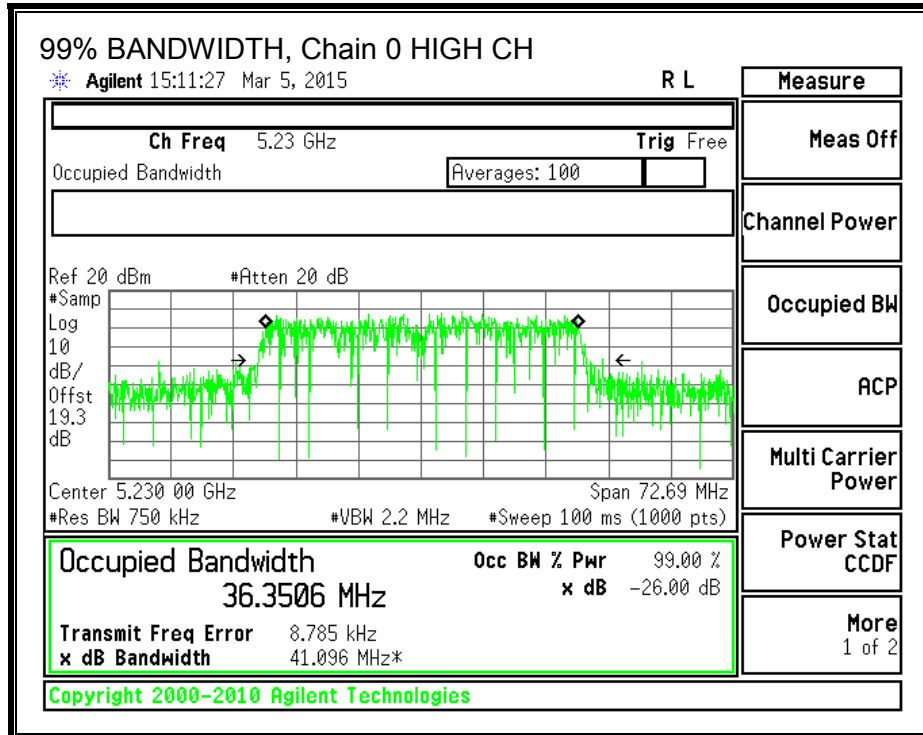 99% BANDWIDTH, Chain 0 HIGH CH
Agilent 15:11:27 Mar 5, 2015 R L
Measure
Ch Freq 5.23 GHz Trig Free
Meas Off
Occupied Bandwidth Averages: 100
Channel Power
Ref 20 dBm #Atten 20 dB
#Samp
Log
10
dB/
Offst
19.3
dB
Occupied BW
ACP
Center 5.230 00 GHz Span 72.69 MHz
#Res BW 750 kHz #VBW 2.2 MHz #Sweep 100 ms (1000 pts)
Multi Carrier
Power
Occupied Bandwidth Occ BW % Pwr 99.00 %
36.3506 MHz x dB -26.00 dB
Power Stat
CCDF
Transmit Freq Error 8.785 kHz
x dB Bandwidth 41.096 MHz*
More
1 of 2
Copyright 2000-2010 Agilent Technologies